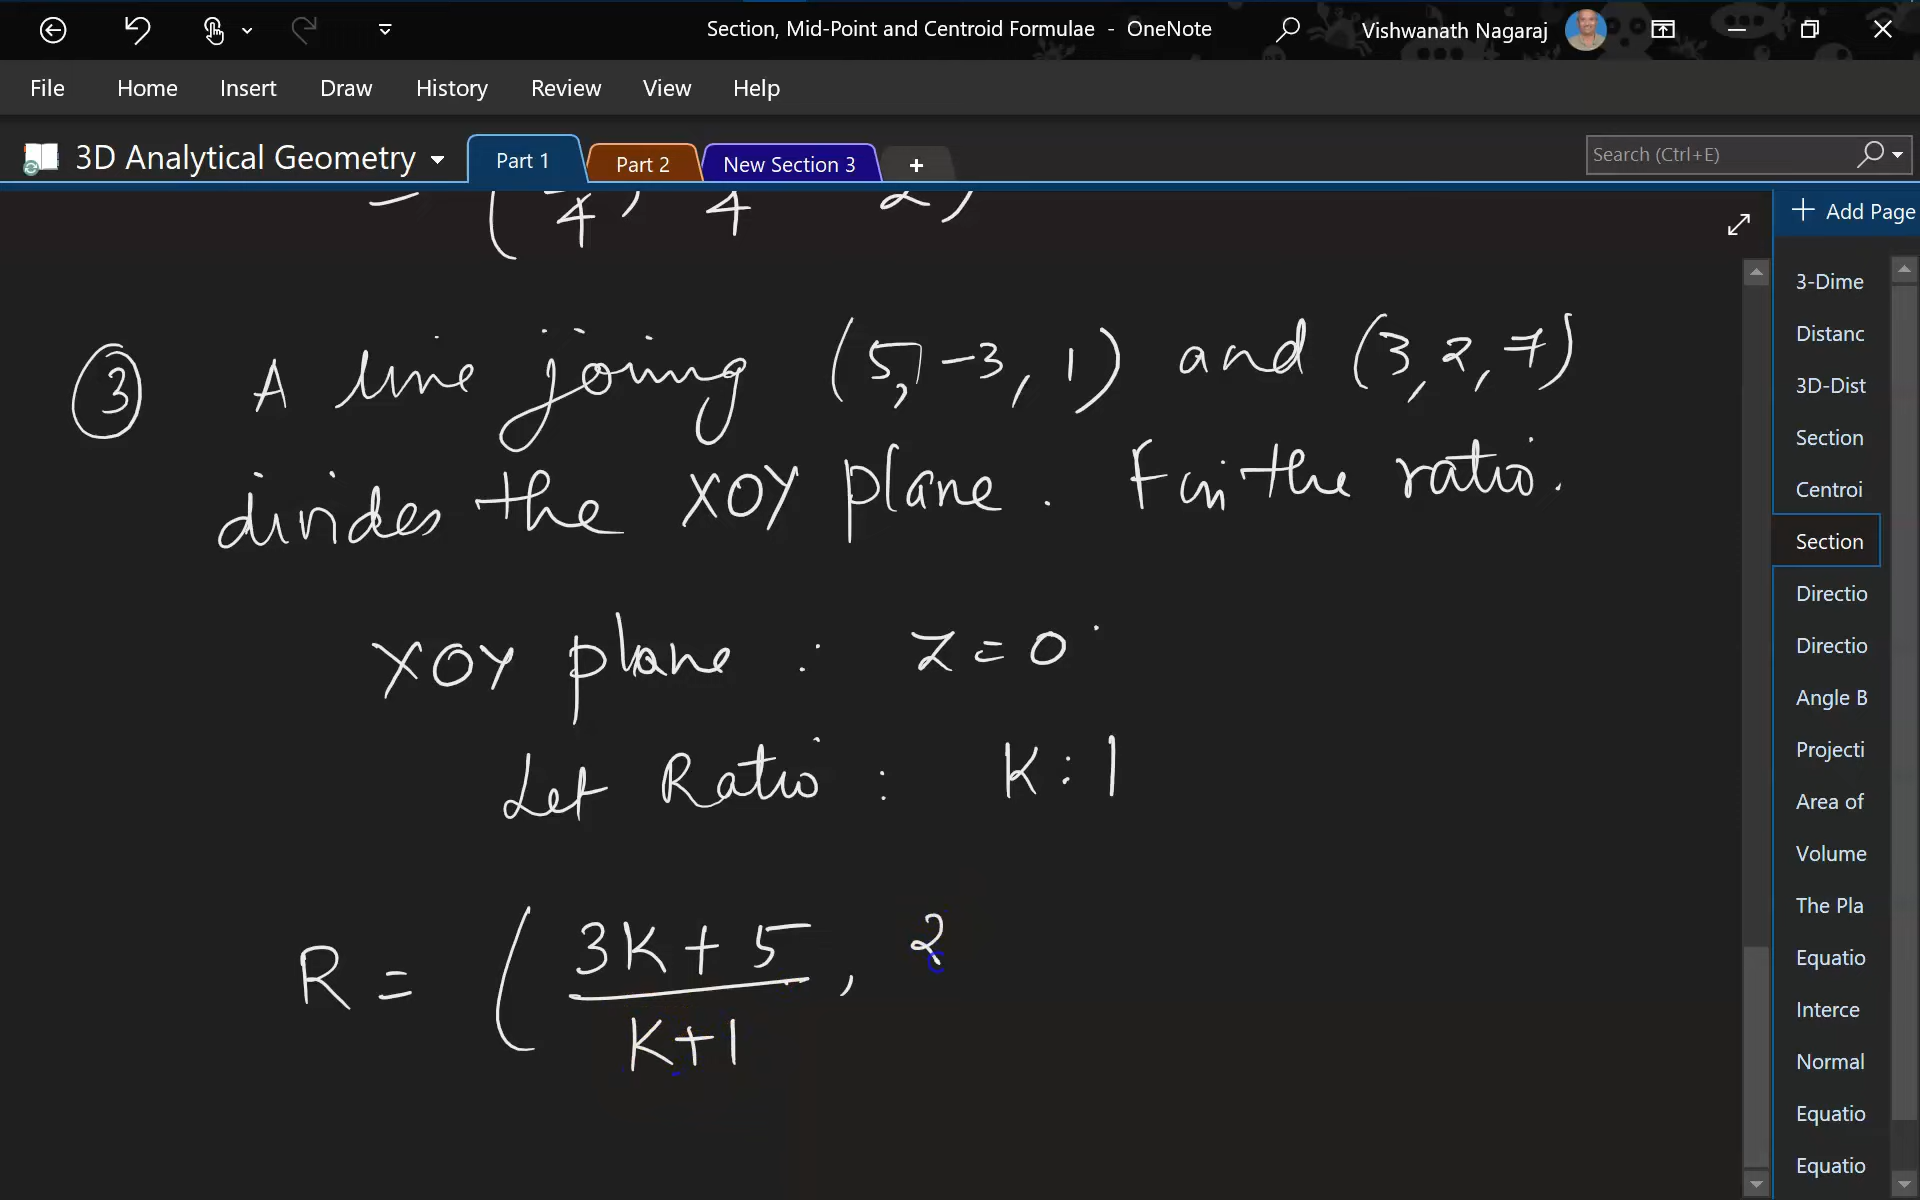 Section, Mid-Point and Centroid Formulae - OneNote
Vishwanath Nagaraj
File Home Insert Draw History Review View Help
3D Analytical Geometry
Part 1
Part 2
New Section 3
+
Search (Ctrl+E)
+ Add Page
3-Dime
Distanc
3D-Dist
Section
Centroi
Section
Directio
Directio
Angle B
Projecti
Area of
Volume
The Pla
Equatio
Interce
Normal
Equatio
Equatio
4, 4 2)
③ A line joing (5, -3, 1) and (3, 2, 7)
divides the XOY plane. Fin the ratio.
XOY plane : Z = 0
Let Ratio : K : 1
R = ( 3K + 5 , 2
K+1